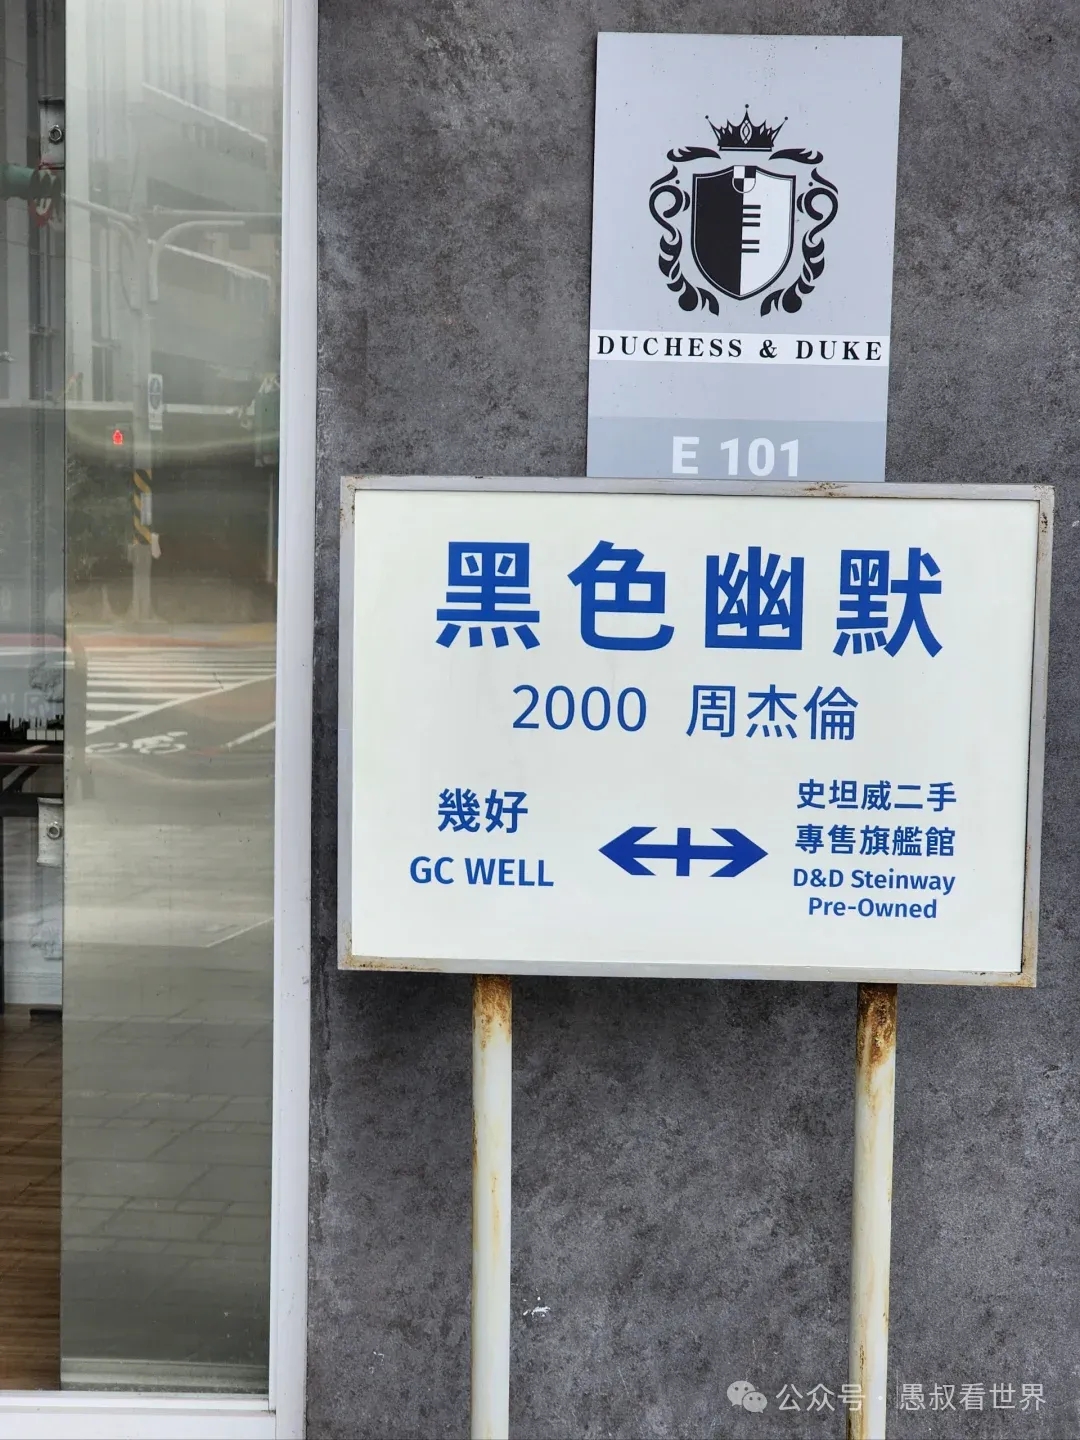 DUCHESS & DUKE
E 101
黑色幽默
2000 周杰倫
幾好
GC WELL
史坦威二手
專售旗艦館
D&D Steinway
Pre-Owned
公众号 · 愚叔看世界